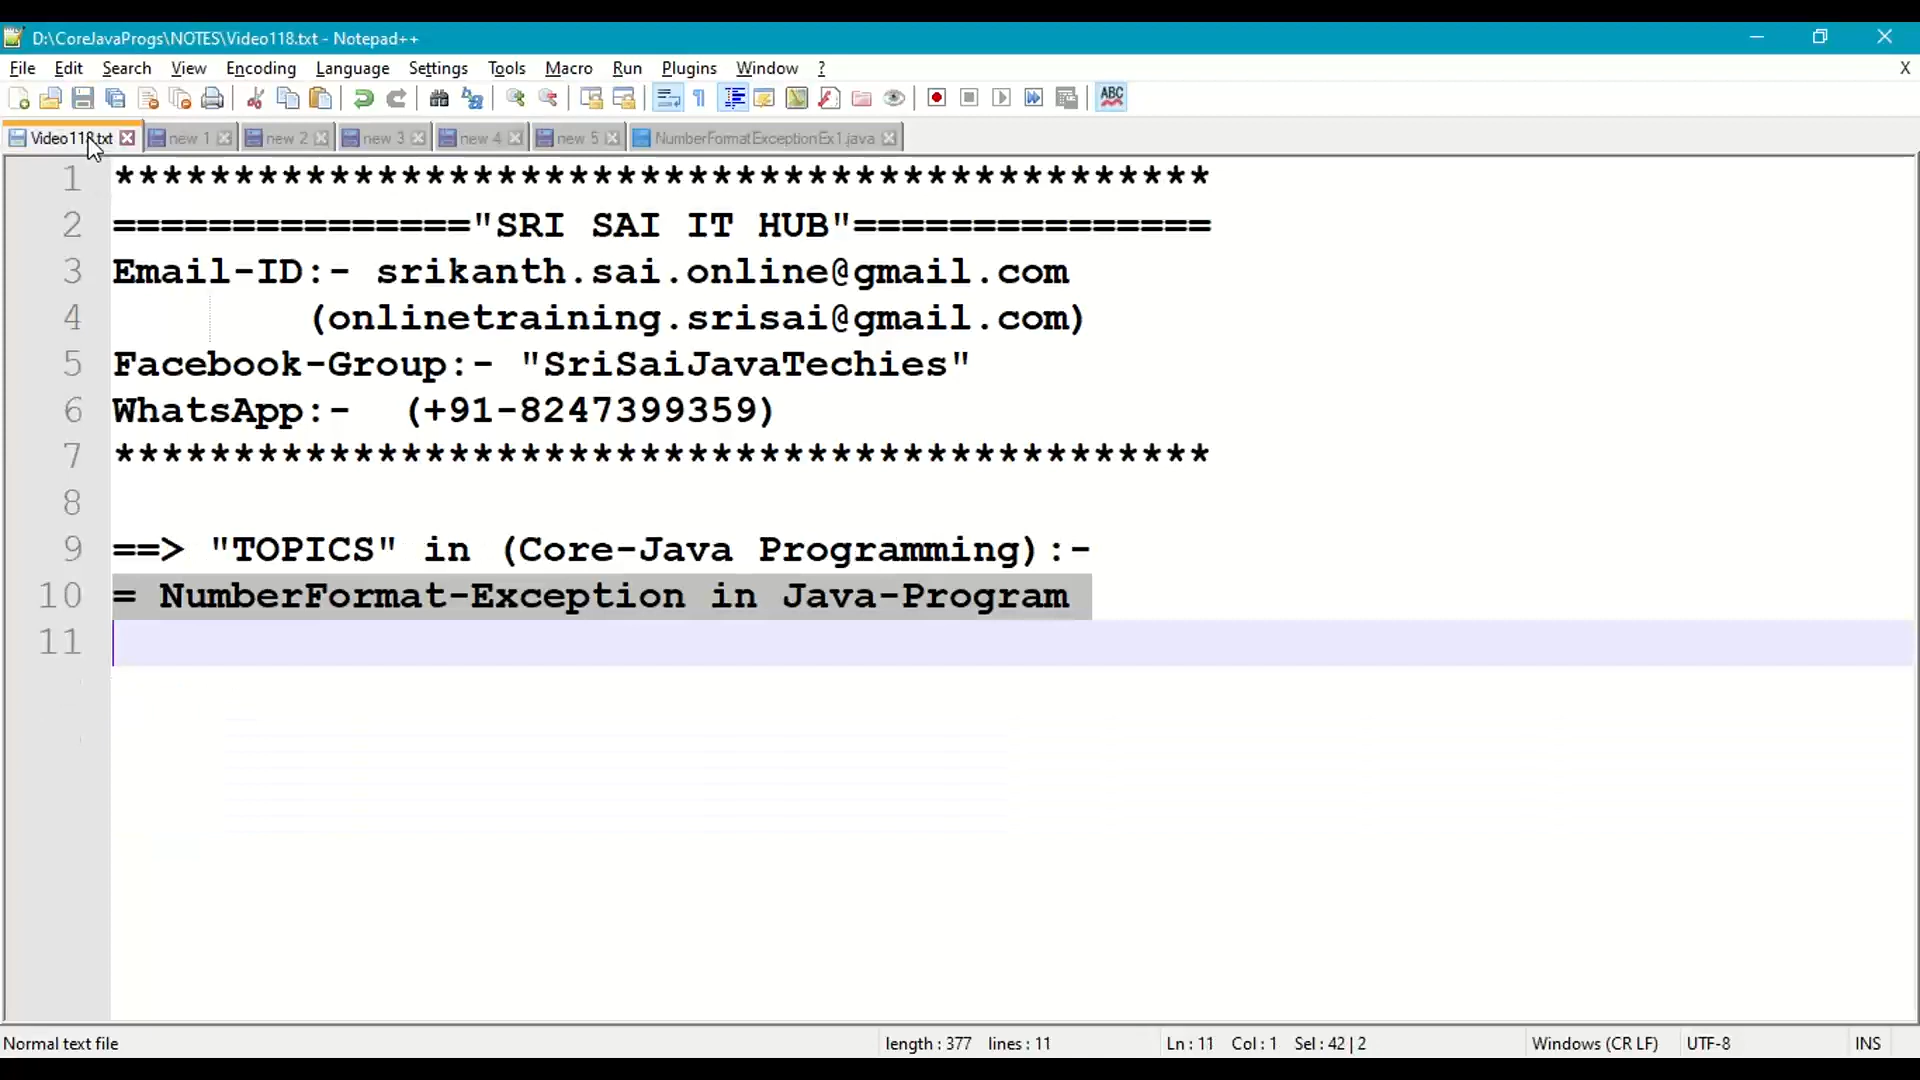 D:\CoreJavaProgs\NOTES\Video118.txt - Notepad++
File Edit Search View Encoding Language Settings Tools Macro Run Plugins Window ? X
ABC
Video118.txt new 1 new 2 new 3 new 4 new 5 NumberFormatExceptionEx1.java
1 **********************************************
2 ==============="SRI SAI IT HUB"===============
3 Email-ID:- srikanth.sai.online@gmail.com
4 (onlinetraining.srisai@gmail.com)
5 Facebook-Group:- "SriSaiJavaTechies"
6 WhatsApp:- (+91-8247399359)
7 **********************************************
8
9 ==> "TOPICS" in (Core-Java Programming):-
10 = NumberFormat-Exception in Java-Program
11
Normal text file length : 377 lines : 11 Ln : 11 Col : 1 Sel : 42 | 2 Windows (CR LF) UTF-8 INS